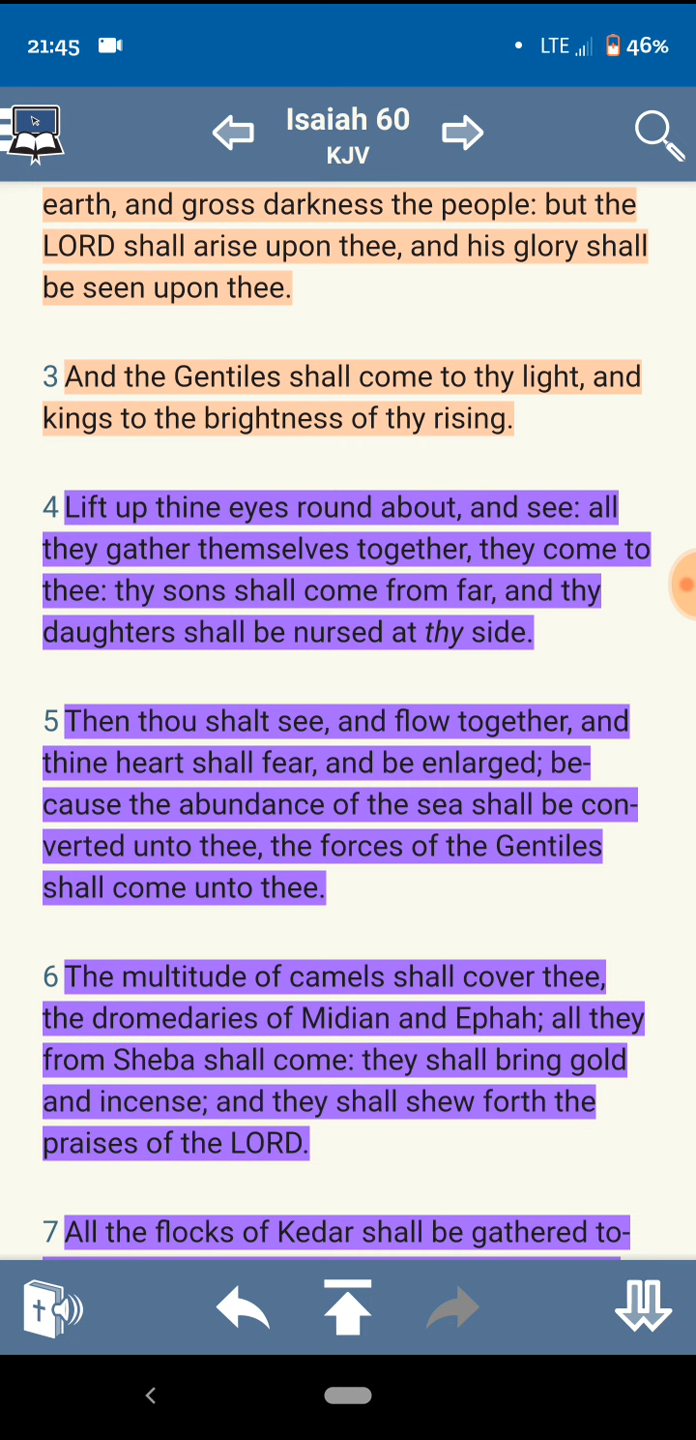 21:45
LTE
46%
Isaiah 60
KJV
earth, and gross darkness the people: but the
LORD shall arise upon thee, and his glory shall
be seen upon thee.
3 And the Gentiles shall come to thy light, and
kings to the brightness of thy rising.
4 Lift up thine eyes round about, and see: all
they gather themselves together, they come to
thee: thy sons shall come from far, and thy
daughters shall be nursed at thy side.
5 Then thou shalt see, and flow together, and
thine heart shall fear, and be enlarged; be-
cause the abundance of the sea shall be con-
verted unto thee, the forces of the Gentiles
shall come unto thee.
6 The multitude of camels shall cover thee,
the dromedaries of Midian and Ephah; all they
from Sheba shall come: they shall bring gold
and incense; and they shall shew forth the
praises of the LORD.
7 All the flocks of Kedar shall be gathered to-